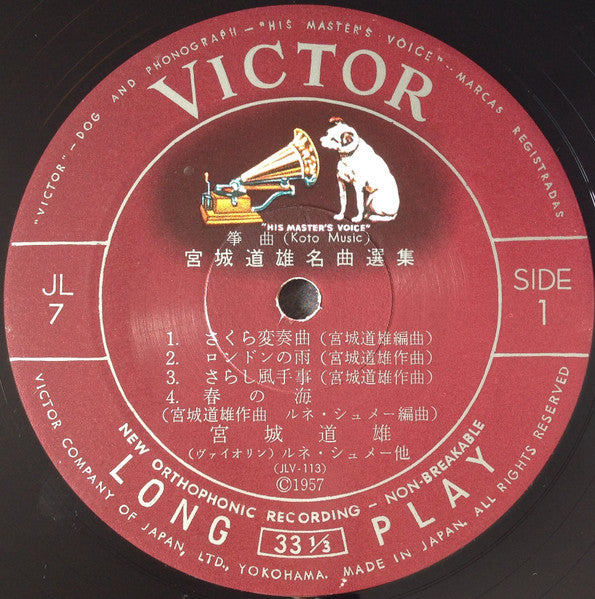 "VICTOR" – DOG AND PHONOGRAPH – "HIS MASTER'S VOICE" – MARCAS REGISTRADAS
VICTOR
"HIS MASTER'S VOICE"
箏曲 (Koto Music)
宮城道雄名曲選集
JL
7
SIDE
1
1. さくら変奏曲 (宮城道雄編曲)
2. ロンドンの雨 (宮城道雄作曲)
3. さらし風手事 (宮城道雄作曲)
4. 春の海
(宮城道雄作曲 ルネ・シュメー編曲)
宮城道雄
(ヴァイオリン) ルネ・シュメー他
(JLV-113)
©1957
NEW ORTHOPHONIC RECORDING – NON-BREAKABLE
LONG 33 1/3 PLAY
VICTOR COMPANY OF JAPAN, LTD., YOKOHAMA. MADE IN JAPAN. ALL RIGHTS RESERVED